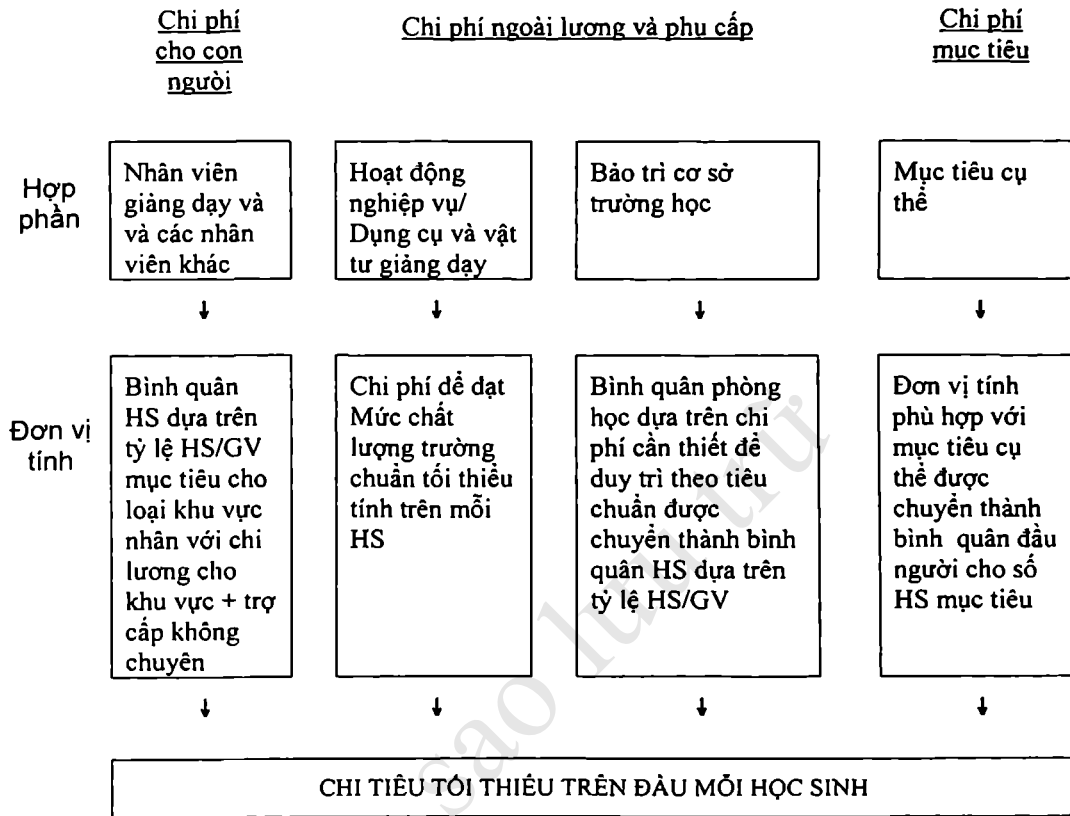 Chi phí
cho con
người
Chi phí ngoài lương và phụ cấp
Chi phí
mục tiêu
Hợp
phần
Nhân viên
giảng dạy và
và các nhân
viên khác
Hoạt động
nghiệp vụ/
Dụng cụ và vật
tư giảng dạy
Bảo trì cơ sở
trường học
Mục tiêu cụ
thể
Đơn vị
tính
Bình quân
HS dựa trên
tỷ lệ HS/GV
mục tiêu cho
loại khu vực
nhân với chi
lương cho
khu vực + trợ
cấp không
chuyên
Chi phí để đạt
Mức chất
lượng trường
chuẩn tối thiểu
tính trên mỗi
HS
Bình quân phòng
học dựa trên chi
phí cần thiết để
duy trì theo tiêu
chuẩn được
chuyển thành bình
quân HS dựa trên
tỷ lệ HS/GV
Đơn vị tính
phù hợp với
mục tiêu cụ
thể được
chuyển thành
bình quân đầu
người cho số
HS mục tiêu
CHI TIÊU TỐI THIỂU TRÊN ĐẦU MỖI HỌC SINH
sao lưu trữ